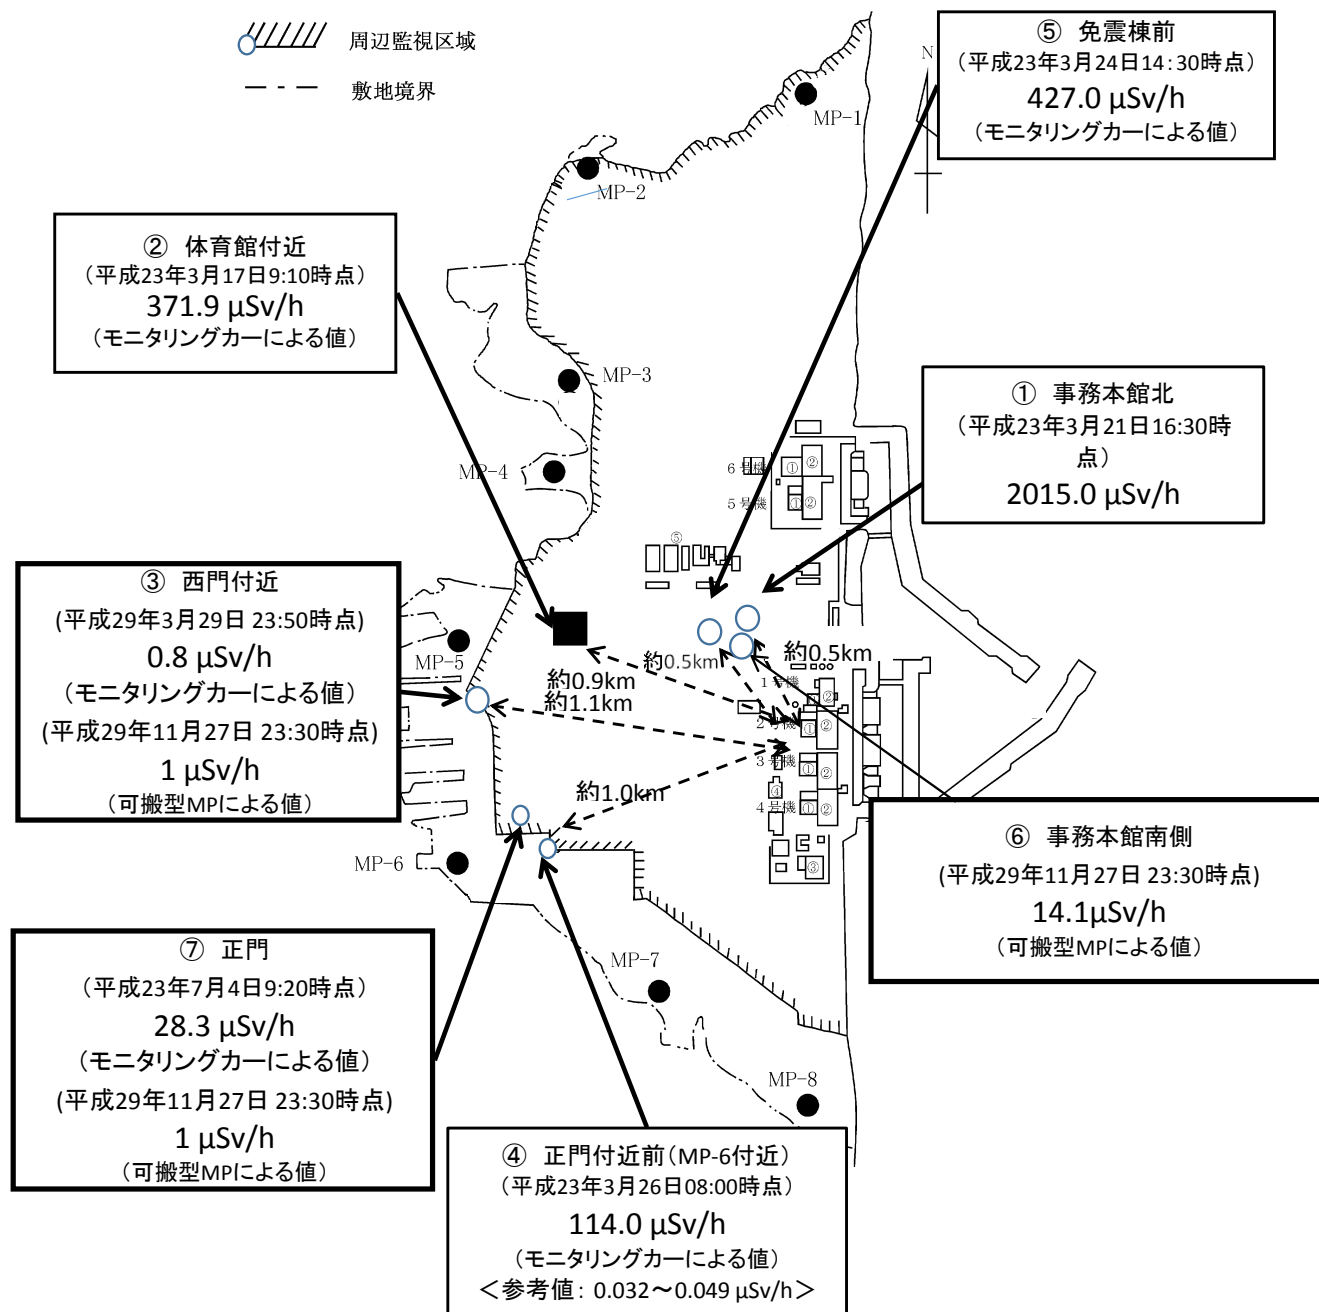 周辺監視区域
敷地境界
⑤ 免震棟前
（平成23年3月24日14：30時点）
427.0 μSv/h
（モニタリングカーによる値）
N
MP-1
MP-2
② 体育館付近
（平成23年3月17日9:10時点）
371.9 μSv/h
（モニタリングカーによる値）
MP-3
① 事務本館北
（平成23年3月21日16:30時
点）
2015.0 μSv/h
MP-4
6号機
①
②
5号機
①
②
⑤
③ 西門付近
(平成29年3月29日 23:50時点)
0.8 μSv/h
（モニタリングカーによる値）
(平成29年11月27日 23:30時点)
1 μSv/h
（可搬型MPによる値）
MP-5
約0.5km
約0.5km
約0.9km
約1.1km
1号機
②
2号機
①
②
3号機
①
②
④
4号機
①
②
③
約1.0km
MP-6
⑥ 事務本館南側
(平成29年11月27日 23:30時点)
14.1μSv/h
（可搬型MPによる値）
⑦ 正門
（平成23年7月4日9:20時点）
28.3 μSv/h
（モニタリングカーによる値）
(平成29年11月27日 23:30時点)
1 μSv/h
（可搬型MPによる値）
MP-7
MP-8
④ 正門付近前（MP-6付近）
（平成23年3月26日08:00時点）
114.0 μSv/h
（モニタリングカーによる値）
＜参考値：0.032～0.049 μSv/h＞